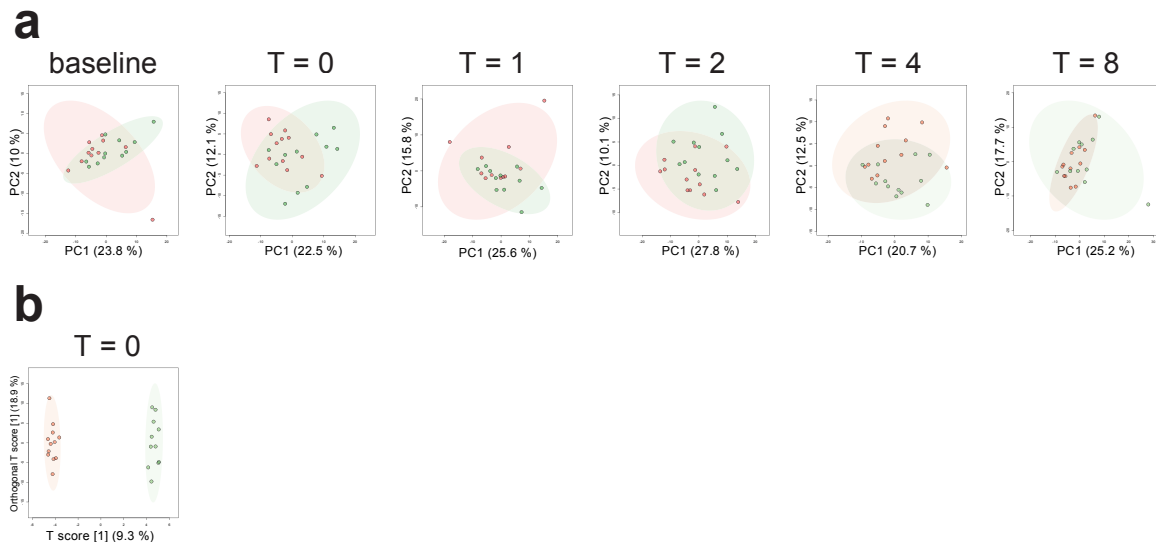 a
baseline
T = 0
T = 1
T = 2
T = 4
T = 8
PC2 (10 %)
PC1 (23.8 %)
PC2 (12.1 %)
PC1 (22.5 %)
PC2 (15.8 %)
PC1 (25.6 %)
PC2 (10.1 %)
PC1 (27.8 %)
PC2 (12.5 %)
PC1 (20.7 %)
PC2 (17.7 %)
PC1 (25.2 %)
b
T = 0
Orthogonal T score [1] (18.9 %)
T score [1] (9.3 %)